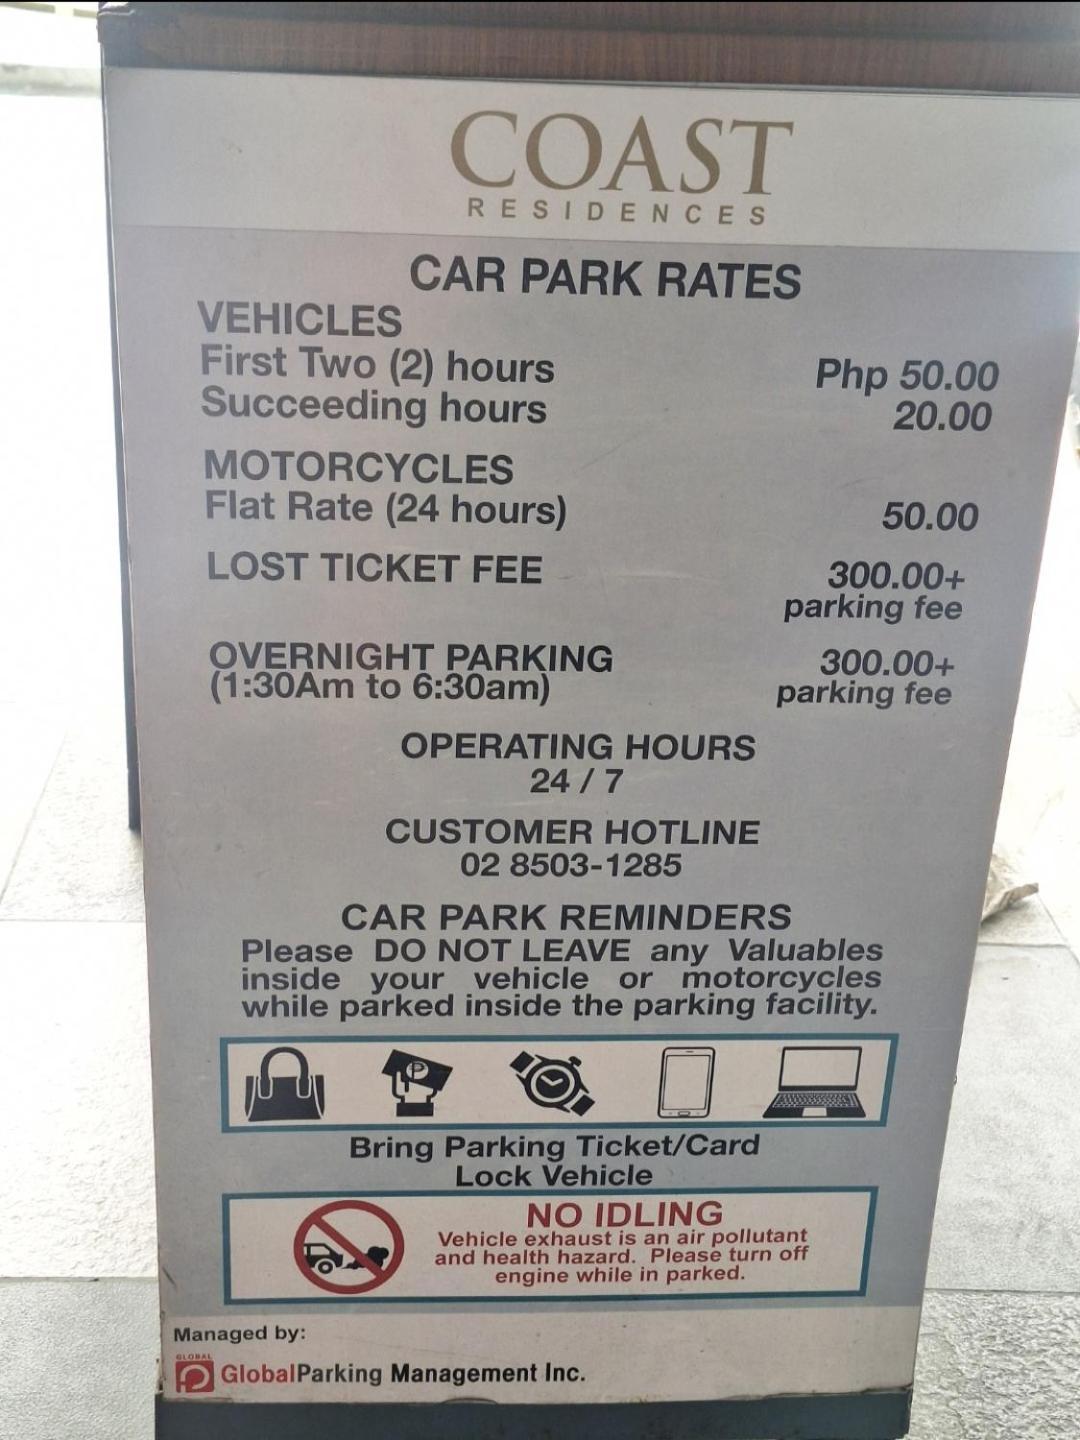 COAST
RESIDENCES
CAR PARK RATES
VEHICLES
First Two (2) hours Php 50.00
Succeeding hours 20.00
MOTORCYCLES
Flat Rate (24 hours) 50.00
LOST TICKET FEE 300.00+
parking fee
OVERNIGHT PARKING 300.00+
(1:30Am to 6:30am) parking fee
OPERATING HOURS
24 / 7
CUSTOMER HOTLINE
02 8503-1285
CAR PARK REMINDERS
Please DO NOT LEAVE any Valuables
inside your vehicle or motorcycles
while parked inside the parking facility.
P
Bring Parking Ticket/Card
Lock Vehicle
NO IDLING
Vehicle exhaust is an air pollutant
and health hazard. Please turn off
engine while in parked.
Managed by:
GLOBAL
GlobalParking Management Inc.